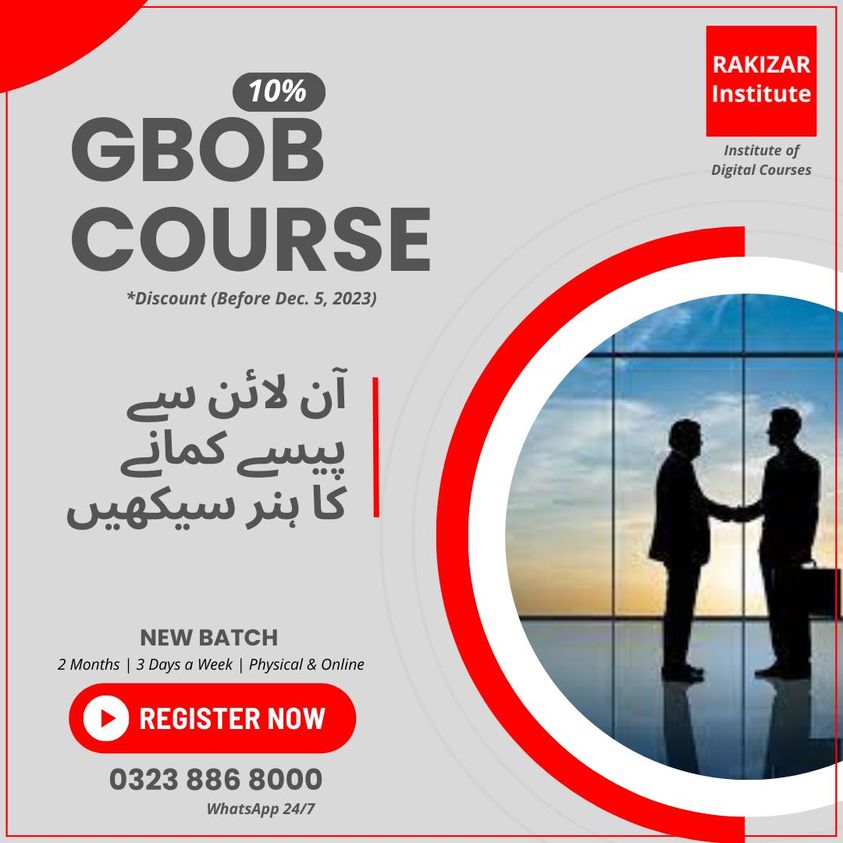 RAKIZAR
Institute
Institute of
Digital Courses
10%
GBOB
COURSE
*Discount (Before Dec. 5, 2023)
آن لائن سے
پیسے کمانے
کا ہنر سیکھیں
NEW BATCH
2 Months | 3 Days a Week | Physical & Online
REGISTER NOW
0323 886 8000
WhatsApp 24/7